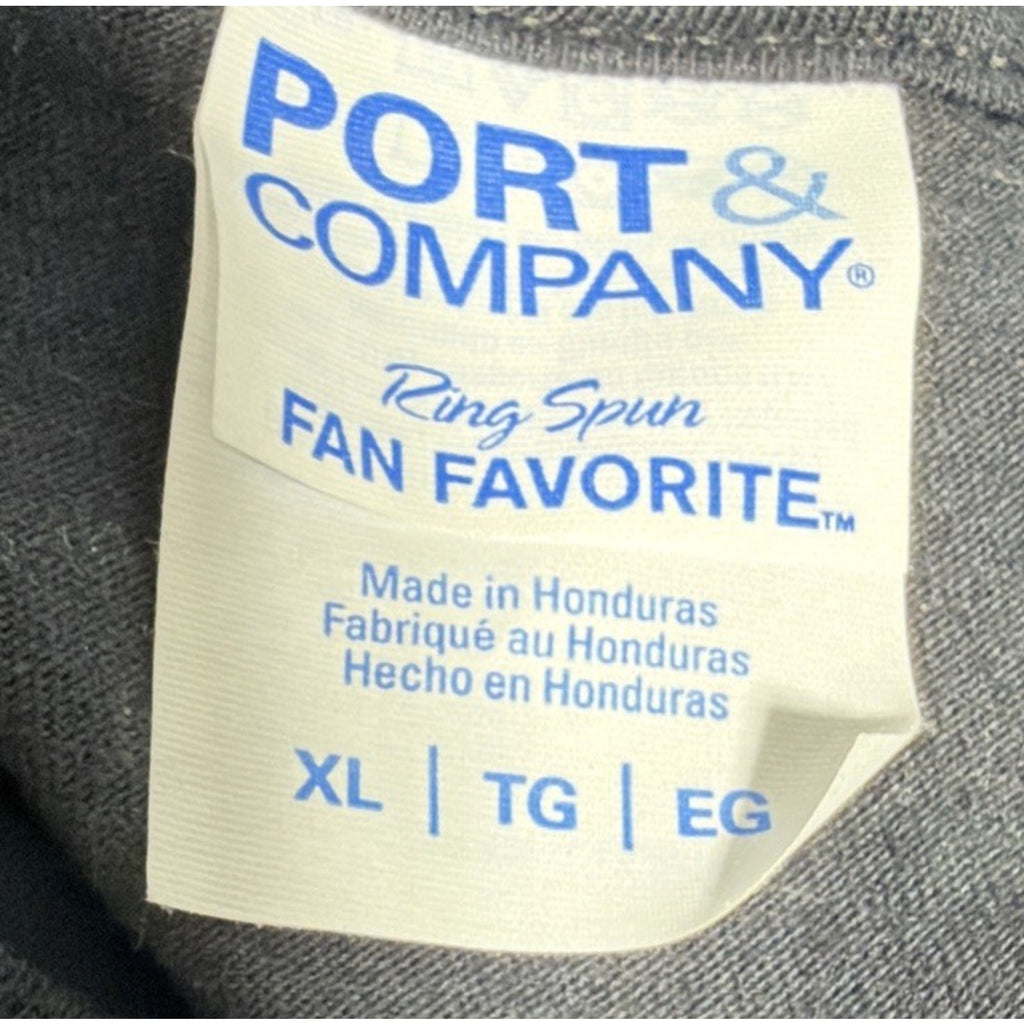 PORT &
COMPANY®
Ring Spun
FAN FAVORITE™
Made in Honduras
Fabriqué au Honduras
Hecho en Honduras
XL | TG | EG